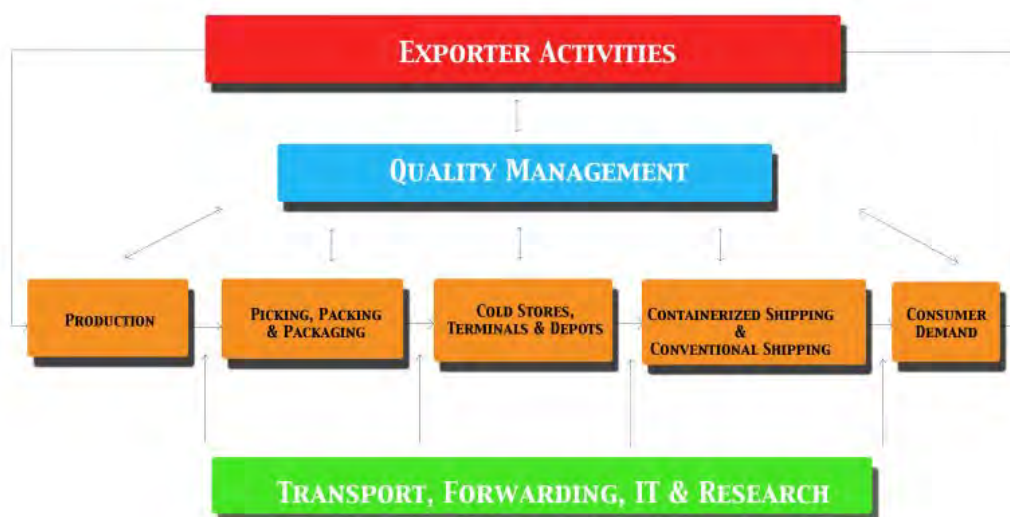 EXPORTER ACTIVITIES
QUALITY MANAGEMENT
PRODUCTION
PICKING, PACKING
& PACKAGING
COLD STORES,
TERMINALS & DEPOTS
CONTAINERIZED SHIPPING
&
CONVENTIONAL SHIPPING
CONSUMER
DEMAND
TRANSPORT, FORWARDING, IT & RESEARCH